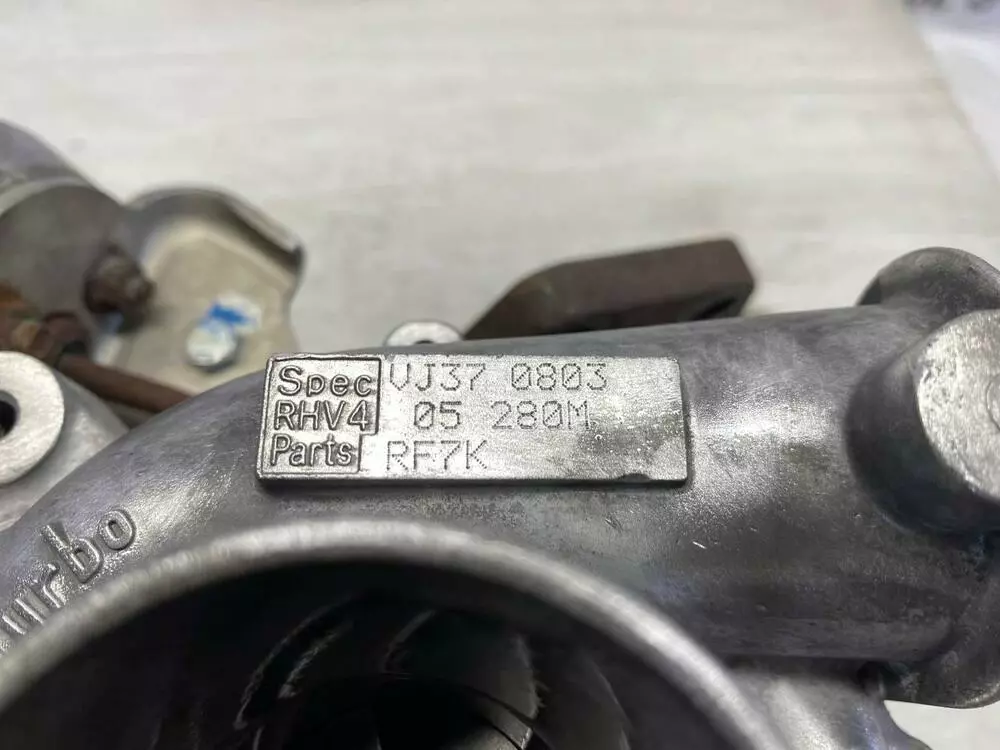 Spec VJ37 0803
RHV4 05 280M
Parts RF7K
urbo